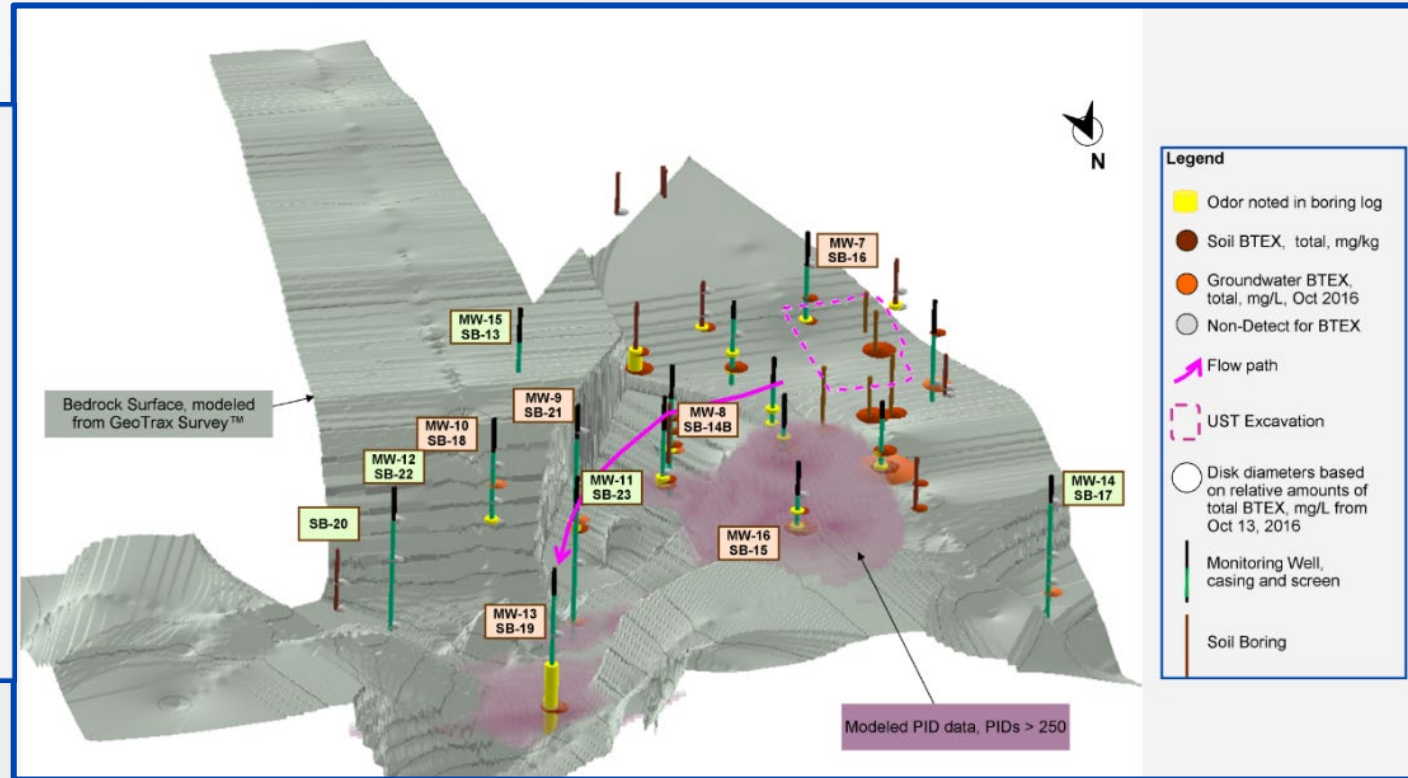 N
MW-7
SB-16
MW-15
SB-13
Bedrock Surface, modeled
from GeoTrax Survey™
MW-9
SB-21
MW-8
SB-14B
MW-10
SB-18
MW-12
SB-22
MW-11
SB-23
MW-14
SB-17
SB-20
MW-16
SB-15
MW-13
SB-19
Modeled PID data, PIDs > 250
Legend
Odor noted in boring log
Soil BTEX, total, mg/kg
Groundwater BTEX,
total, mg/L, Oct 2016
Non-Detect for BTEX
Flow path
UST Excavation
Disk diameters based
on relative amounts of
total BTEX, mg/L from
Oct 13, 2016
Monitoring Well,
casing and screen
Soil Boring